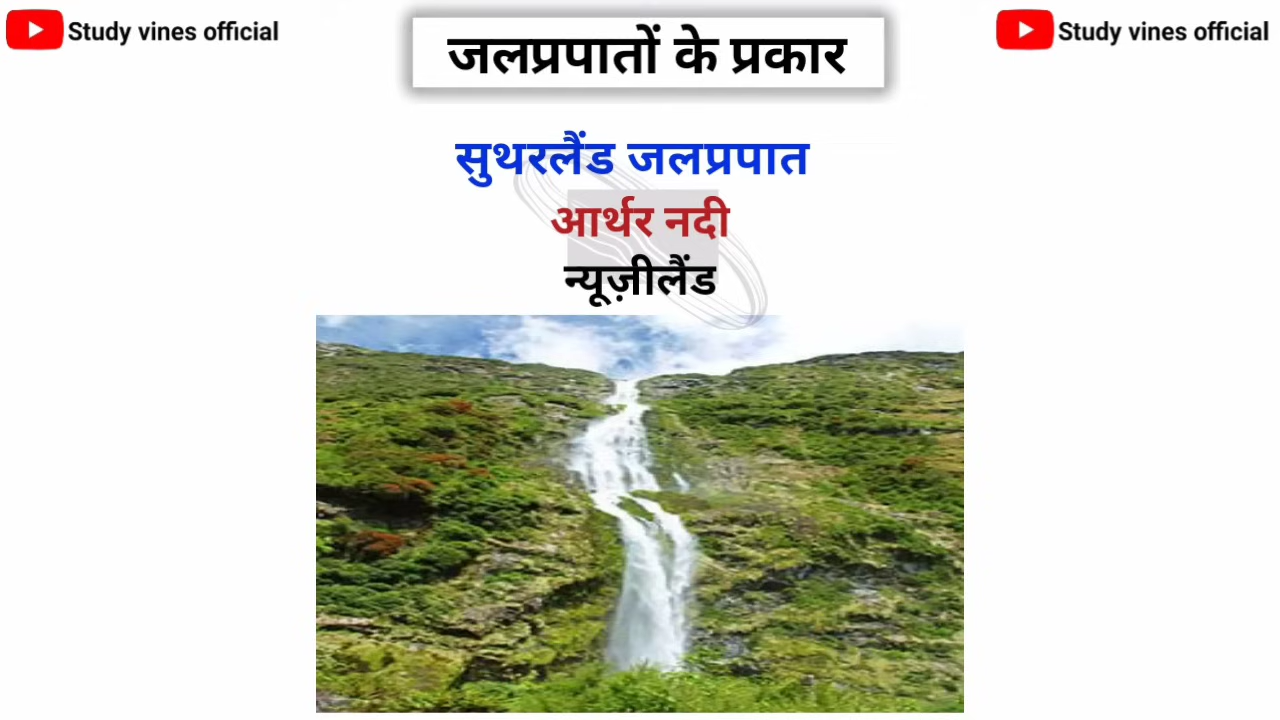 Study vines official
जलप्रपातों के प्रकार
Study vines official
सुथरलैंड जलप्रपात
आर्थर नदी
न्यूज़ीलैंड